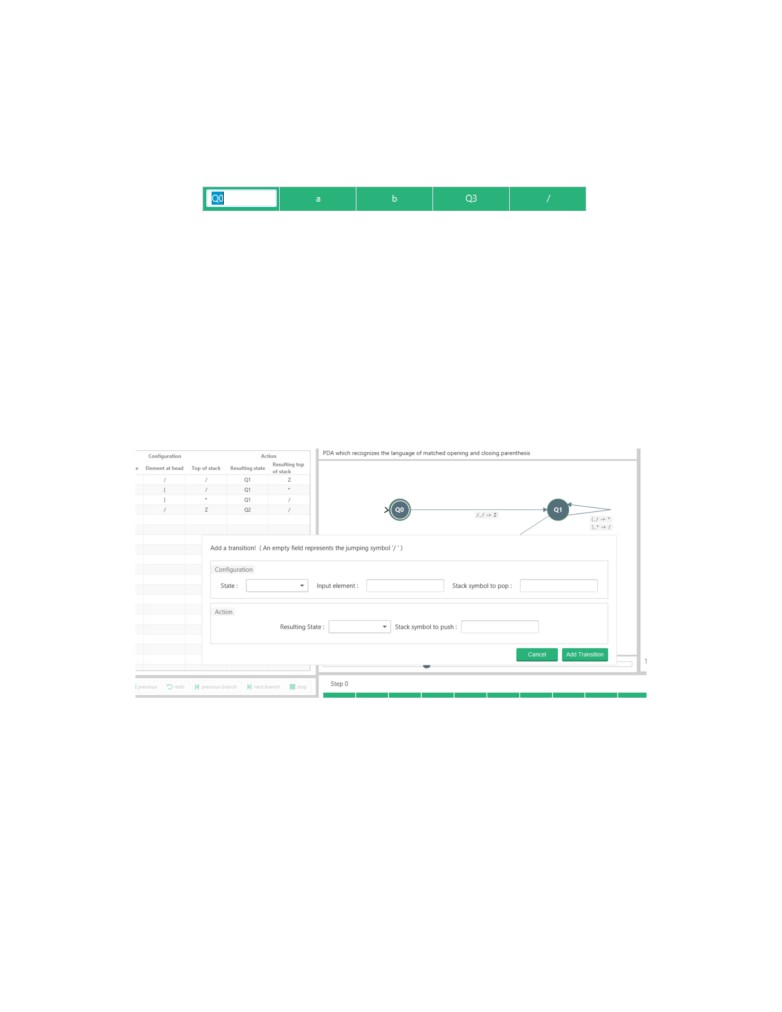 Q0 a b Q3 /
Configuration Action
PDA which recognizes the language of matched opening and closing parenthesis
e Element at head Top of stack Resulting state Resulting top of stack
/ / Q1 Z
( / Q1 *
) * Q1 /
/ Z Q2 /
Q0 /,/ -> Z Q1
(,/ -> *
),* -> /
Add a transition! ( An empty field represents the jumping symbol '/' )
Configuration
State : Input element : Stack symbol to pop :
Action
Resulting State : Stack symbol to push :
Cancel Add Transition
1
previous redo previous branch next branch stop
Step 0